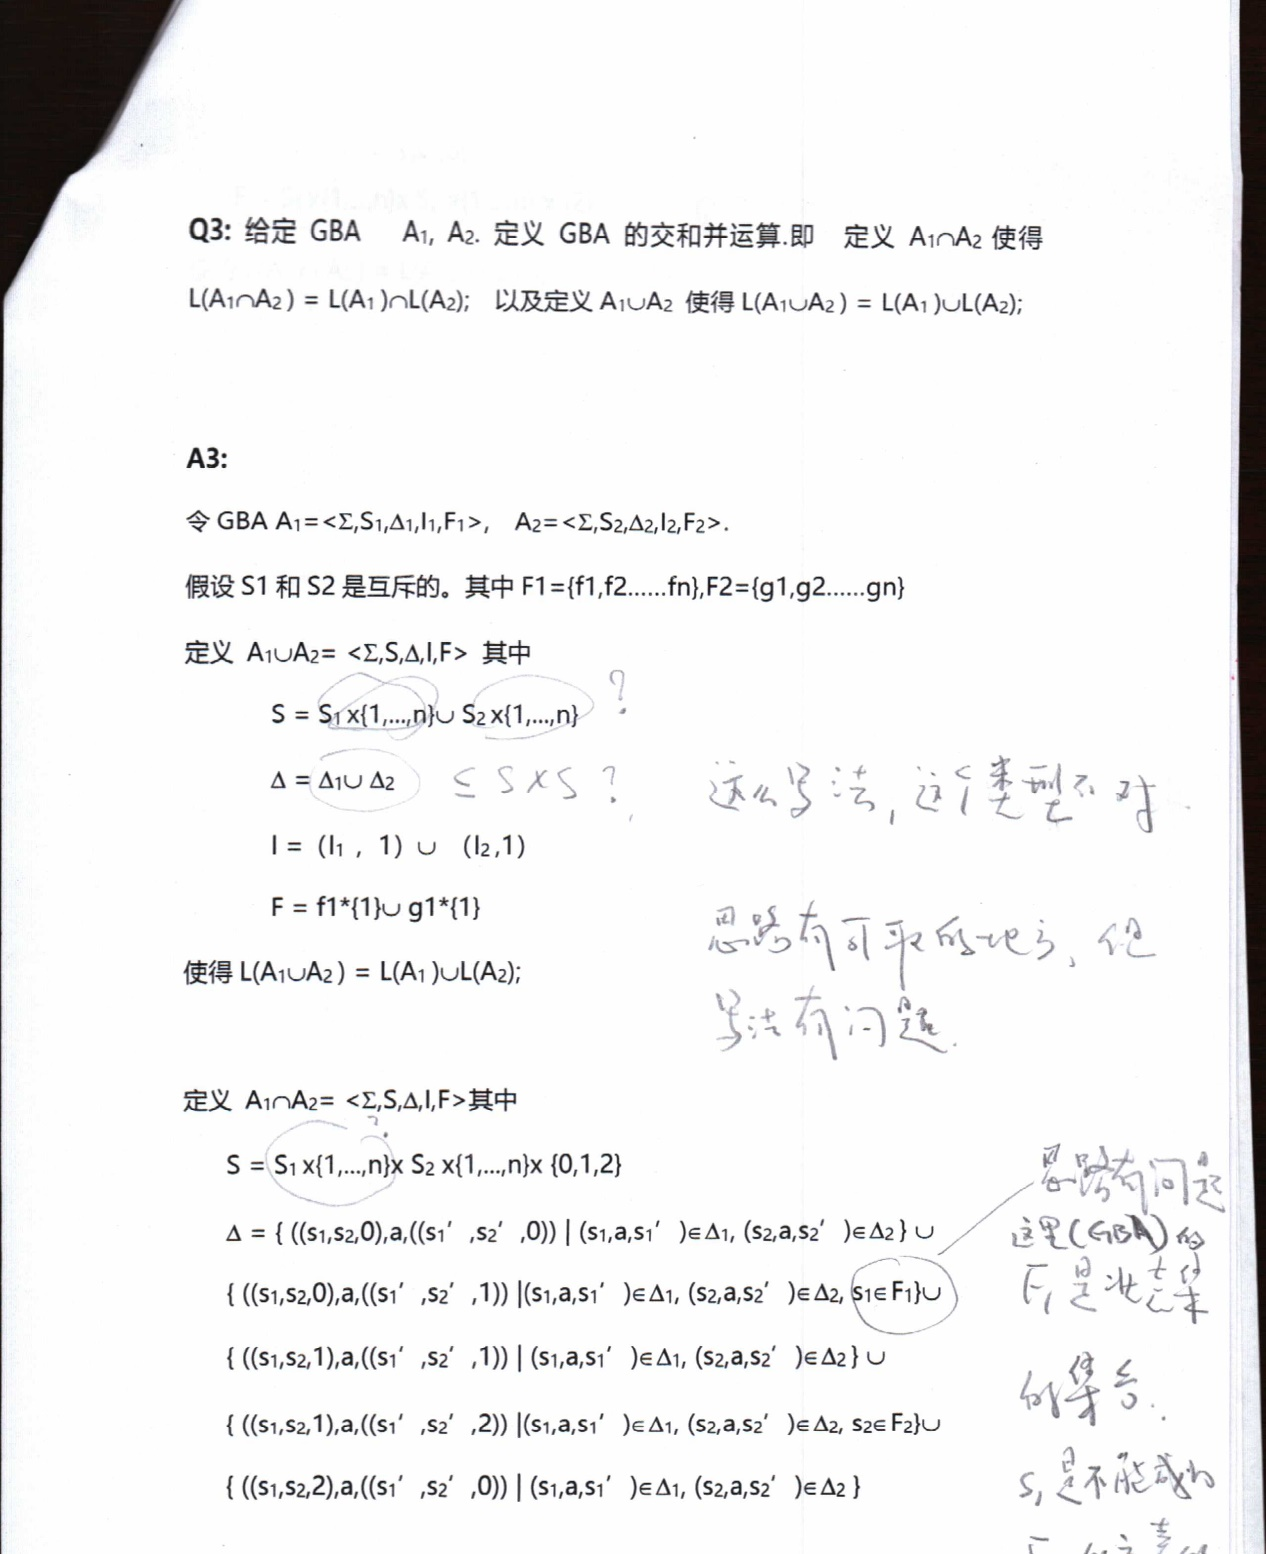 Q3: 给定 GBA A₁, A₂. 定义 GBA 的交和并运算.即 定义 A₁∩A₂ 使得
L(A₁∩A₂ ) = L(A₁ )∩L(A₂); 以及定义 A₁∪A₂ 使得 L(A₁∪A₂ ) = L(A₁ )∪L(A₂);
A3:
令 GBA A₁=<Σ,S₁,Δ₁,I₁,F₁>, A₂=<Σ,S₂,Δ₂,I₂,F₂>.
假设 S1 和 S2 是互斥的。其中 F1={f1,f2......fn},F2={g1,g2......gn}
定义 A₁∪A₂= <Σ,S,Δ,I,F> 其中
S = S₁x{1,...,n}∪ S₂x{1,...,n} ?
Δ = Δ₁∪ Δ₂ ⊆ S×S ? 这么写法,这个类型不对.
I = (I₁ , 1) ∪ (I₂,1)
F = f1*{1}∪ g1*{1}
思路有可取的地方,但
使得 L(A₁∪A₂ ) = L(A₁ )∪L(A₂);
写法有问题.
定义 A₁∩A₂= <Σ,S,Δ,I,F>其中
?
S = S₁x{1,...,n}x S₂x{1,...,n}x {0,1,2}
思路有问题
Δ = { ((s₁,s₂,0),a,((s₁′ ,s₂′ ,0)) | (s₁,a,s₁′ )∈Δ₁, (s₂,a,s₂′ )∈Δ₂} ∪
这里(GBA)的
{ ((s₁,s₂,0),a,((s₁′ ,s₂′ ,1)) |(s₁,a,s₁′ )∈Δ₁, (s₂,a,s₂′ )∈Δ₂, s₁∈F₁}∪
F₁是状态集
{ ((s₁,s₂,1),a,((s₁′ ,s₂′ ,1)) | (s₁,a,s₁′ )∈Δ₁, (s₂,a,s₂′ )∈Δ₂} ∪
的集合.
{ ((s₁,s₂,1),a,((s₁′ ,s₂′ ,2)) |(s₁,a,s₁′ )∈Δ₁, (s₂,a,s₂′ )∈Δ₂, s₂∈F₂}∪
{ ((s₁,s₂,2),a,((s₁′ ,s₂′ ,0)) | (s₁,a,s₁′ )∈Δ₁, (s₂,a,s₂′ )∈Δ₂ }
s₁是不能成为